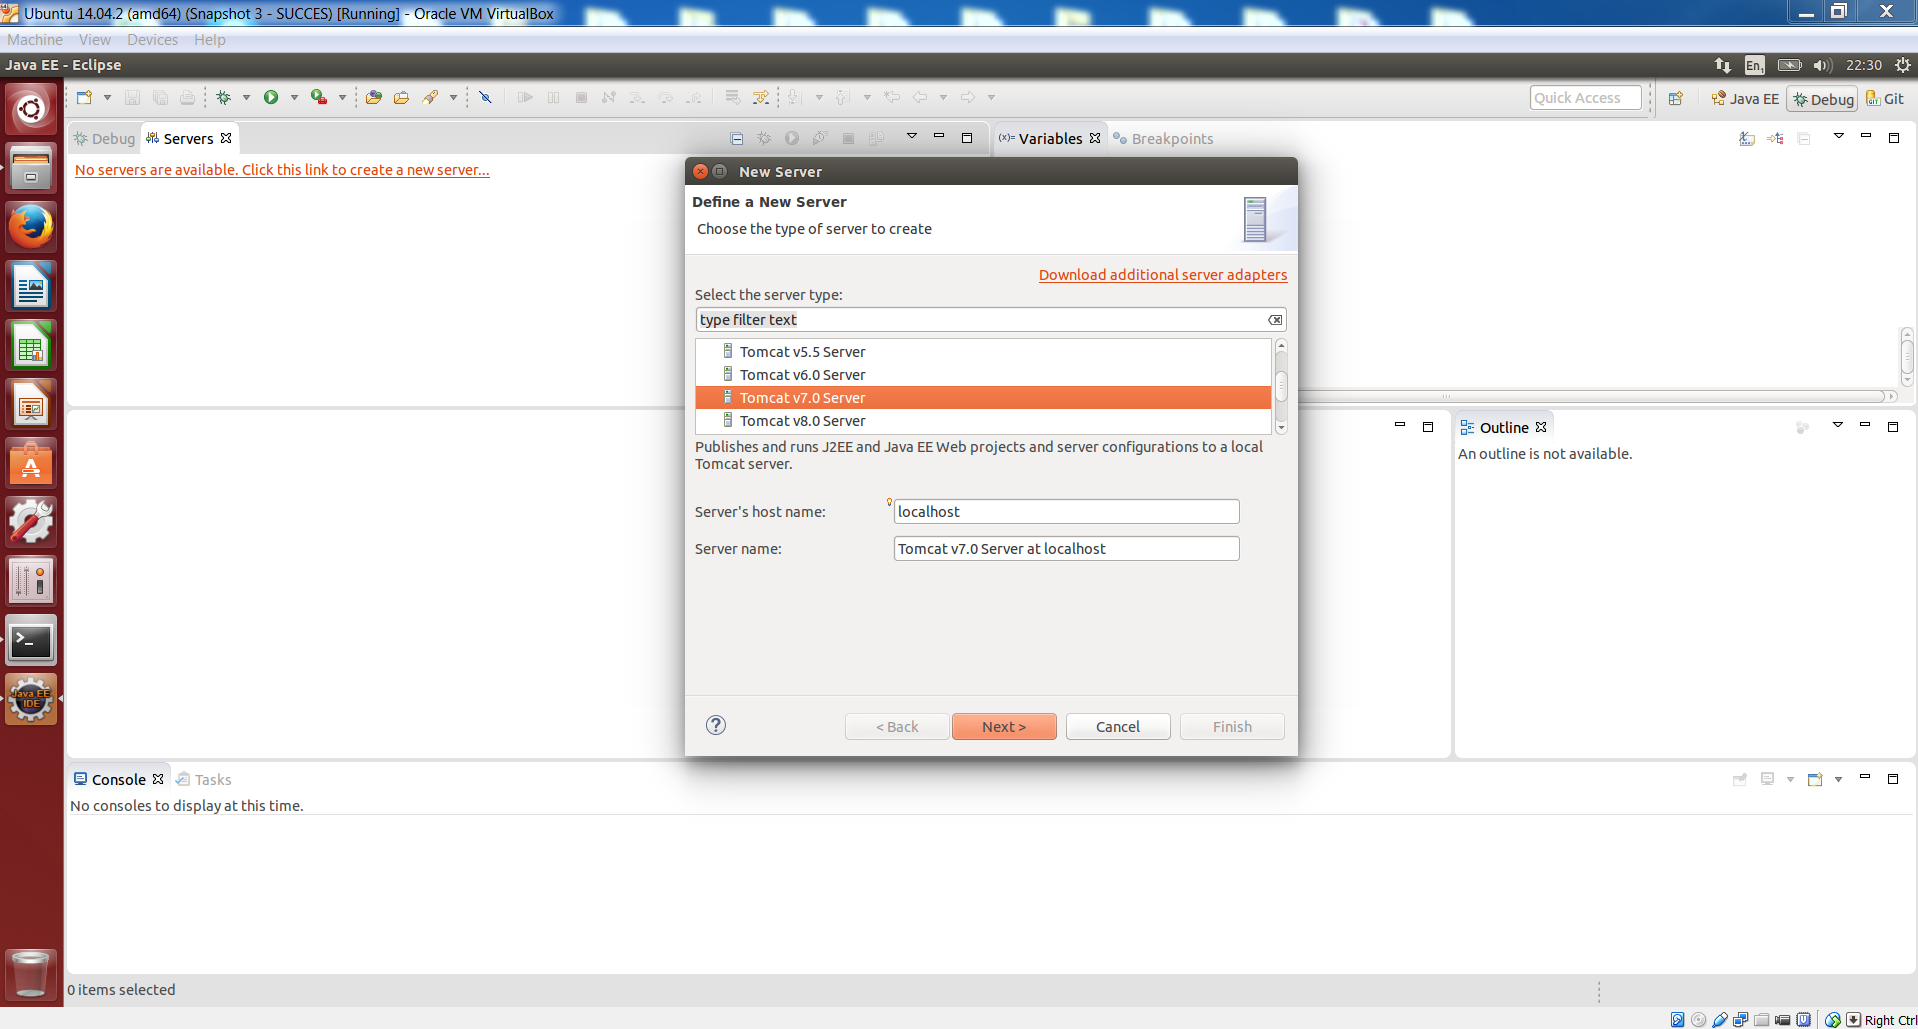 Ubuntu 14.04.2 (amd64) (Snapshot 3 - SUCCES) [Running] - Oracle VM VirtualBox
Machine View Devices Help
Java EE - Eclipse
En1 22:30
Quick Access Java EE Debug Git
Debug Servers
Variables Breakpoints
No servers are available. Click this link to create a new server...
New Server
Define a New Server
Choose the type of server to create
Download additional server adapters
Select the server type:
type filter text
Tomcat v5.5 Server
Tomcat v6.0 Server
Tomcat v7.0 Server
Tomcat v8.0 Server
Publishes and runs J2EE and Java EE Web projects and server configurations to a local
Tomcat server.
Server's host name: localhost
Server name: Tomcat v7.0 Server at localhost
< Back Next > Cancel Finish
Outline
An outline is not available.
Java EE
IDE
Console Tasks
No consoles to display at this time.
0 items selected
Right Ctrl